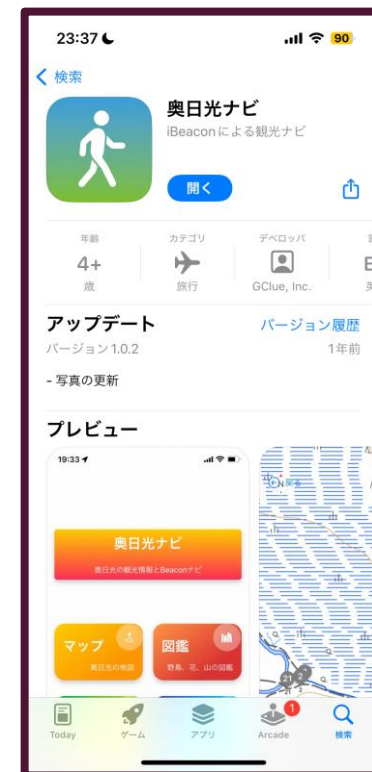 23:37
90
検索
奥日光ナビ
iBeaconによる観光ナビ
開く
年齢
4+
歳
カテゴリ
旅行
デベロッパ
GClue, Inc.
アップデート
バージョン履歴
バージョン 1.0.2
1年前
- 写真の更新
プレビュー
19:33
奥日光ナビ
奥日光の観光情報とBeaconナビ
マップ
奥日光の地図
図鑑
野鳥、花、山の図鑑
戻る
21
2
Today
ゲーム
アプリ
Arcade
1
検索